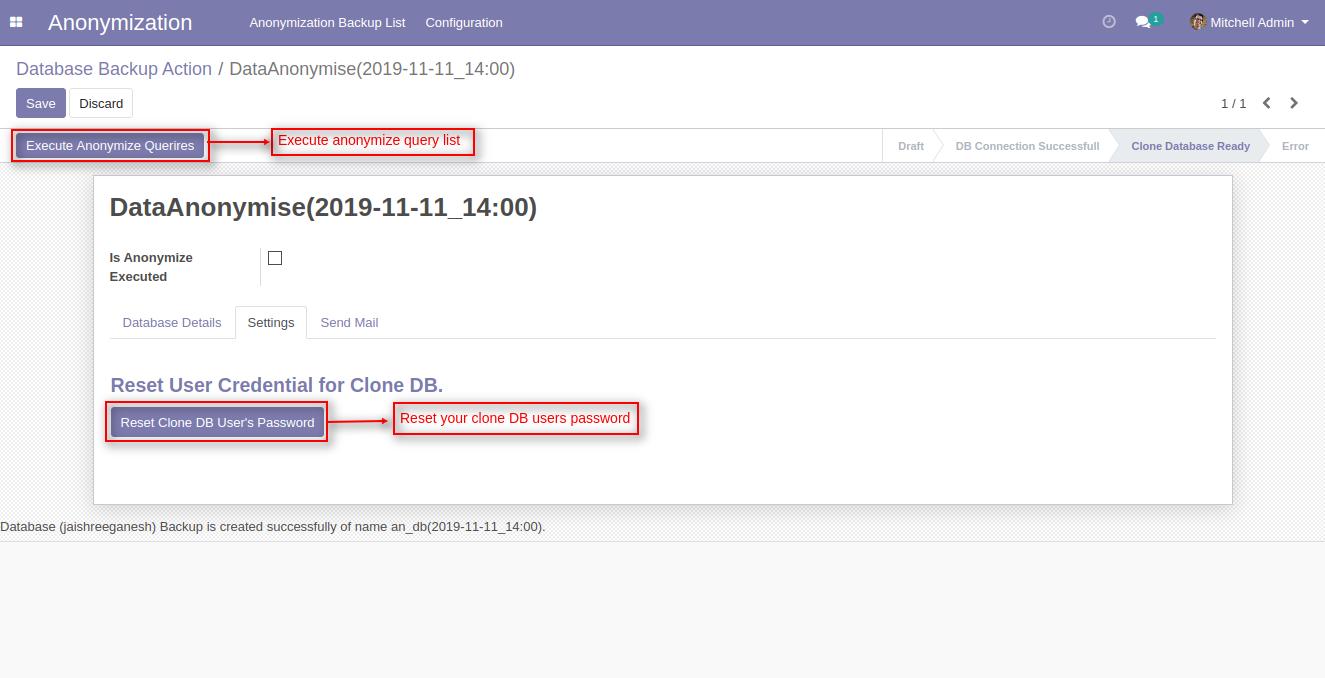 Anonymization Anonymization Backup List Configuration 1 Mitchell Admin
Database Backup Action / DataAnonymise(2019-11-11_14:00)
Save Discard 1 / 1
Execute Anonymize Querires Execute anonymize query list Draft DB Connection Successfull Clone Database Ready Error
DataAnonymise(2019-11-11_14:00)
Is Anonymize
Executed
Database Details Settings Send Mail
Reset User Credential for Clone DB.
Reset Clone DB User's Password Reset your clone DB users password
Database (jaishreeganesh) Backup is created successfully of name an_db(2019-11-11_14:00).